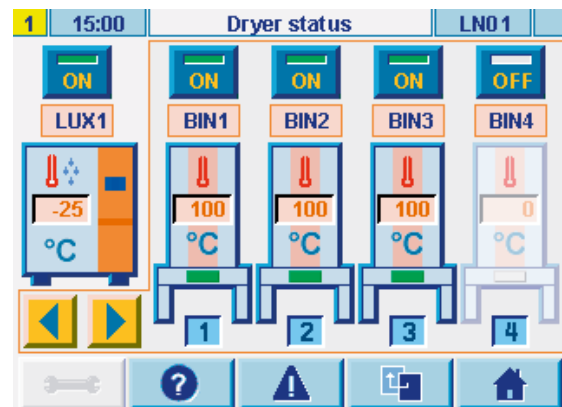 1 15:00 Dryer status LN01
ON ON ON ON OFF
LUX1 BIN1 BIN2 BIN3 BIN4
-25 100 100 100 0
°C °C °C °C °C
1 2 3 4
?